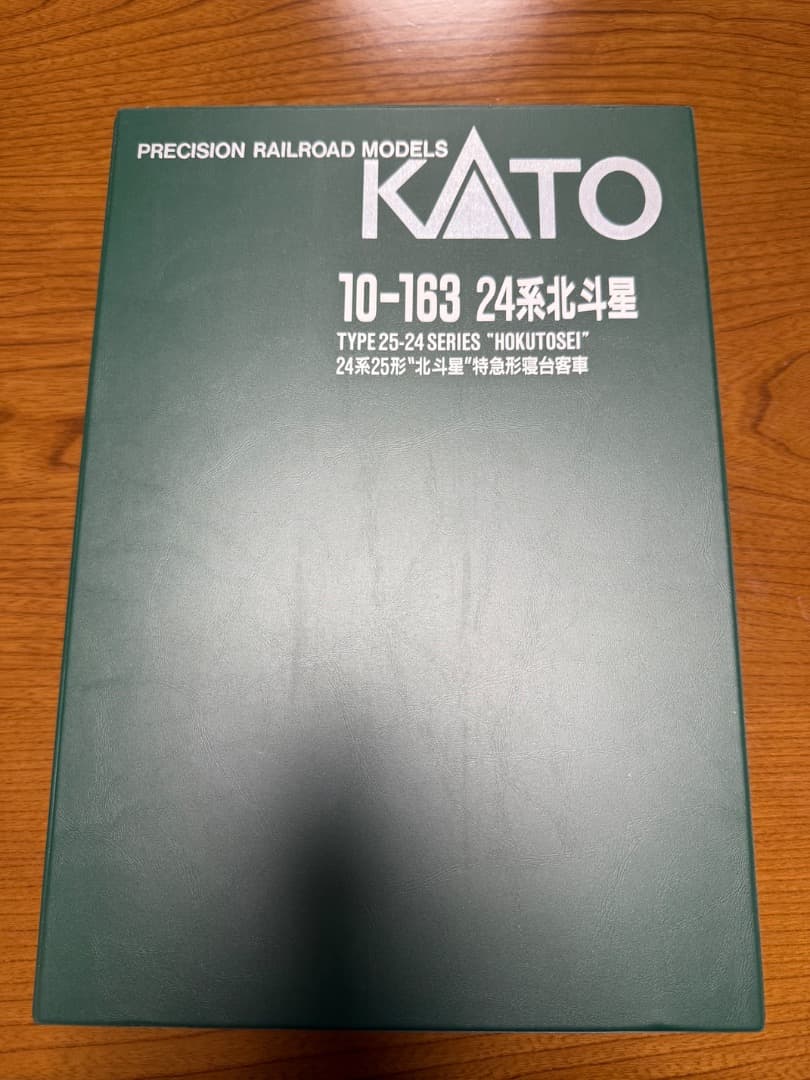 PRECISION RAILROAD MODELS
KATO
10-163 24系北斗星
TYPE 25-24 SERIES "HOKUTOSEI"
24系25形"北斗星"特急形寝台客車